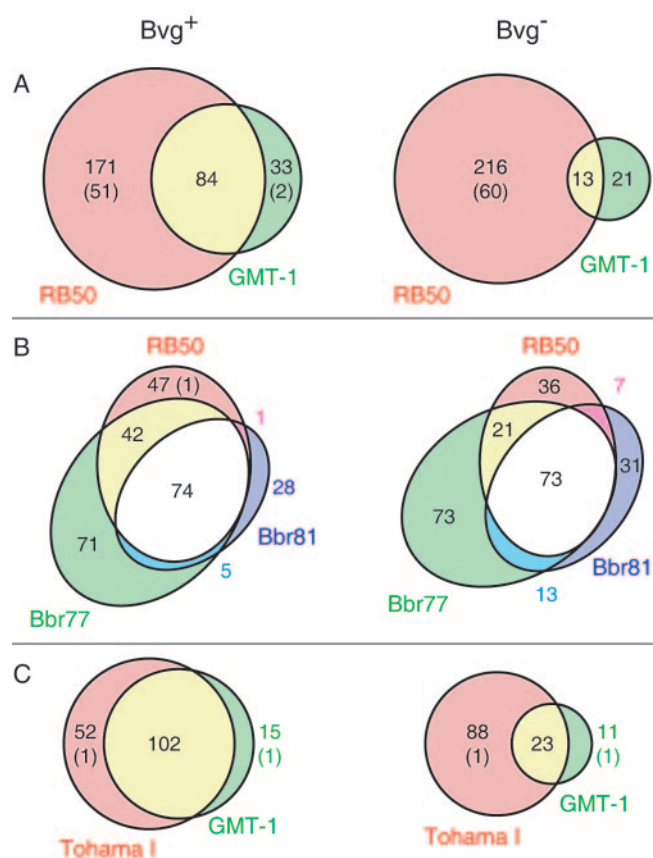 Bvg+ Bvg-
A
171 (51) 84 33 (2)
RB50 GMT-1
216 (60) 13 21
RB50 GMT-1
B
RB50
47 (1) 1
42
74 28
71 Bbr81
5
Bbr77
RB50
36 7
21
73 31
73 Bbr81
13
Bbr77
C
52 (1) 102 15 (1)
GMT-1
Tohama I
88 (1) 23 11 (1)
GMT-1
Tohama I